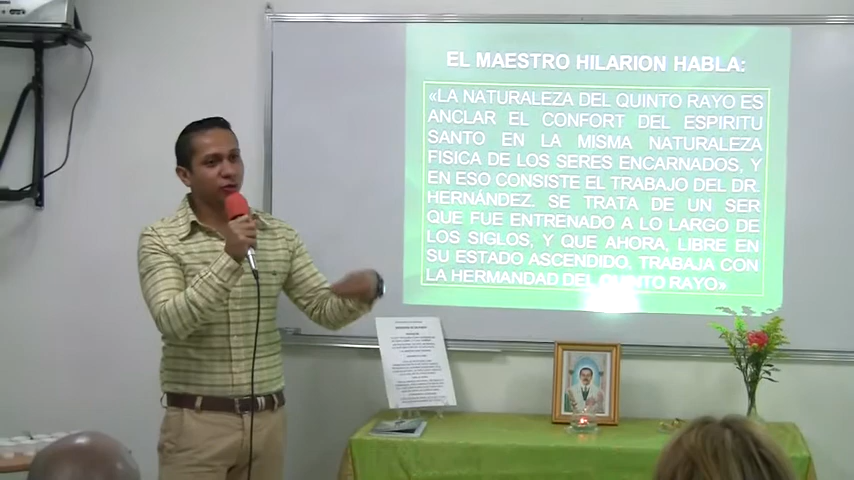 EL MAESTRO HILARION HABLA:
«LA NATURALEZA DEL QUINTO RAYO ES
ANCLAR EL CONFORT DEL ESPIRITU
SANTO EN LA MISMA NATURALEZA
FISICA DE LOS SERES ENCARNADOS, Y
EN ESO CONSISTE EL TRABAJO DEL DR.
HERNÁNDEZ. SE TRATA DE UN SER
QUE FUE ENTRENADO A LO LARGO DE
LOS SIGLOS, Y QUE AHORA, LIBRE EN
SU ESTADO ASCENDIDO, TRABAJA CON
LA HERMANDAD DEL QUINTO RAYO».